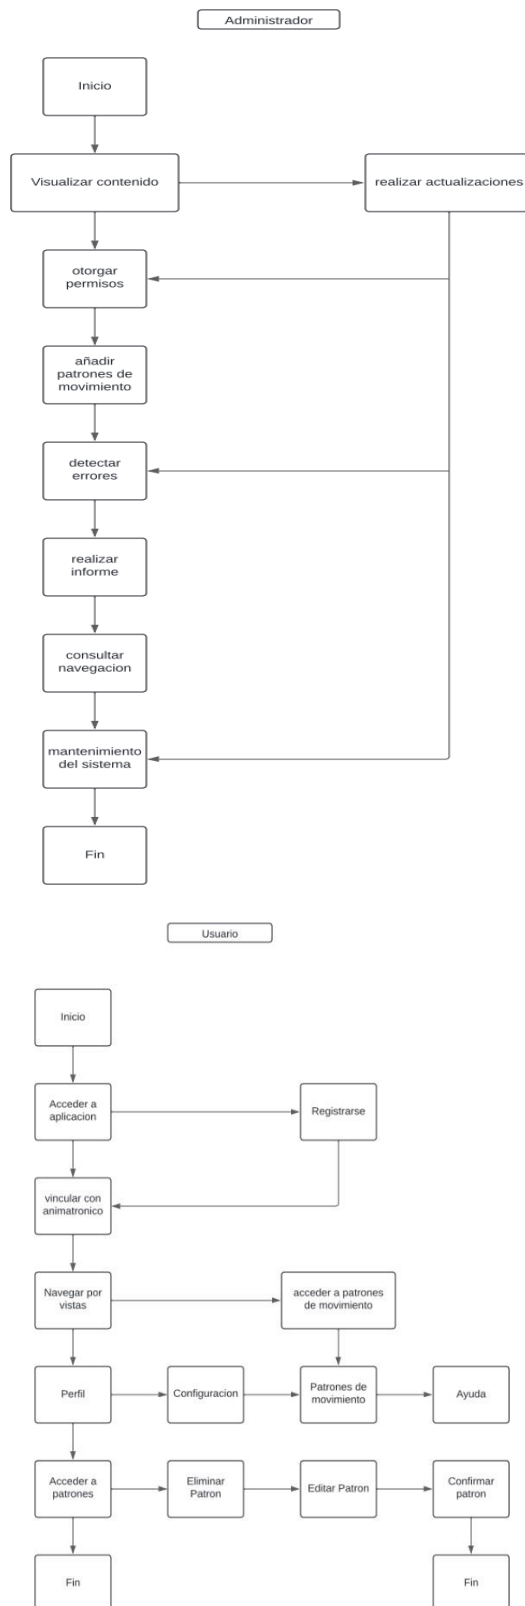 Administrador
Inicio
Visualizar contenido
realizar actualizaciones
otorgar
permisos
añadir
patrones de
movimiento
detectar
errores
realizar
informe
consultar
navegacion
mantenimiento
del sistema
Fin
Usuario
Inicio
Acceder a
aplicacion
Registrarse
vincular con
animatronico
Navegar por
vistas
acceder a patrones
de movimiento
Perfil
Configuracion
Patrones de
movimiento
Ayuda
Acceder a
patrones
Eliminar
Patron
Editar Patron
Confirmar
patron
Fin
Fin